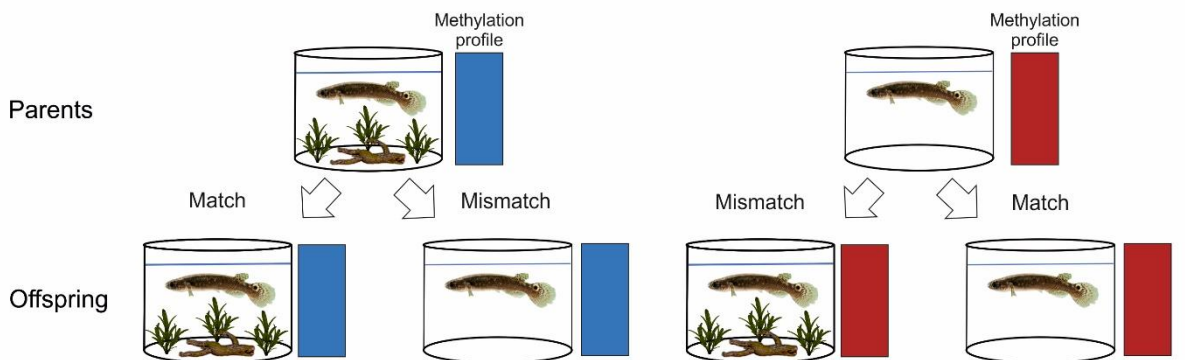 Methylation
profile
Methylation
profile
Parents
Match
Mismatch
Mismatch
Match
Offspring